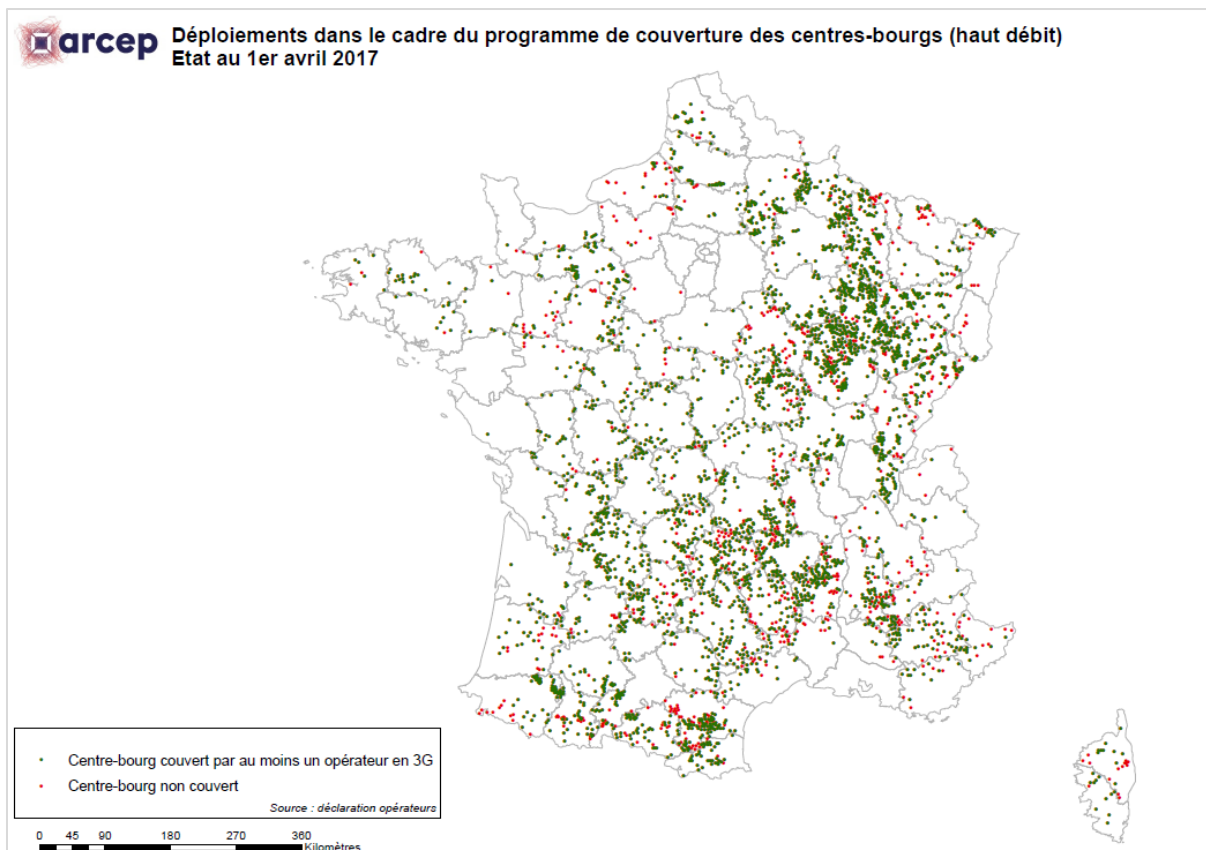 arcep
Déploiements dans le cadre du programme de couverture des centres-bourgs (haut débit)
Etat au 1er avril 2017
Centre-bourg couvert par au moins un opérateur en 3G
Centre-bourg non couvert
Source : déclaration opérateurs
0 45 90 180 270 360
Kilomètres